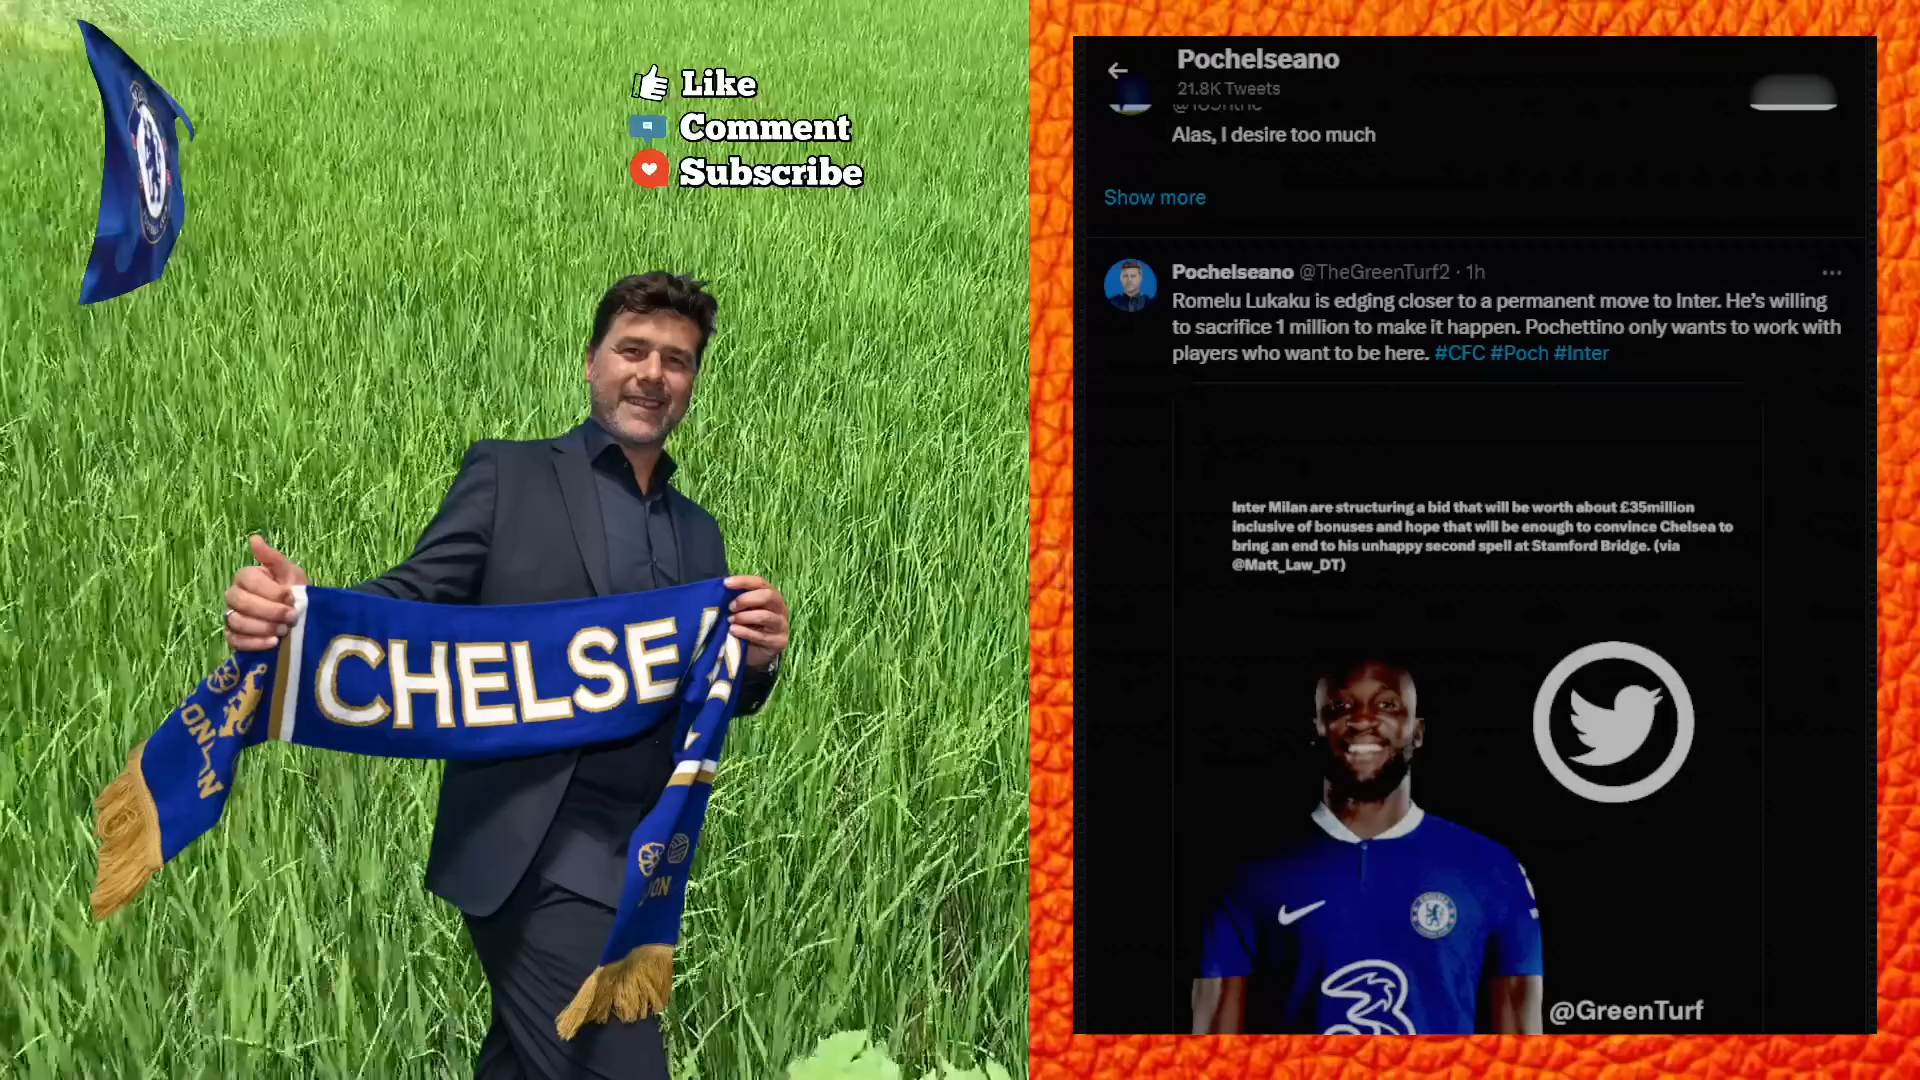 Like
Comment
Subscribe
CHELSEA
LONDON
Pochelseano
21.8K Tweets
Alas, I desire too much
Show more
Pochelseano @TheGreenTurf2 · 1h
Romelu Lukaku is edging closer to a permanent move to Inter. He's willing
to sacrifice 1 million to make it happen. Pochettino only wants to work with
players who want to be here. #CFC #Poch #Inter
Inter Milan are structuring a bid that will be worth about £35million
inclusive of bonuses and hope that will be enough to convince Chelsea to
bring an end to his unhappy second spell at Stamford Bridge. (via
@Matt_Law_DT)
3
@GreenTurf